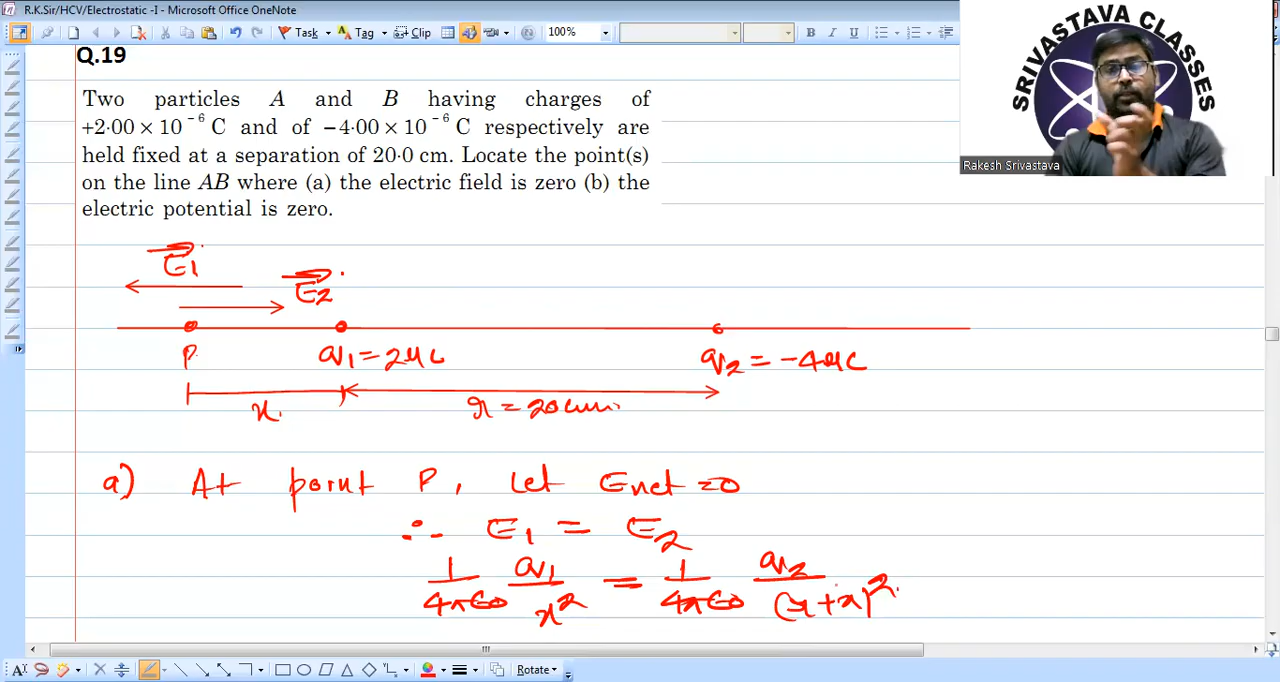 R.K.Sir/HCV/Electrostatic -I - Microsoft Office OneNote
Task Tag Clip 100% B I U
SRIVASTAVA CLASSES
Rakesh Srivastava
Q.19
Two particles A and B having charges of
+2·00 × 10⁻⁶ C and of −4·00 × 10⁻⁶ C respectively are
held fixed at a separation of 20·0 cm. Locate the point(s)
on the line AB where (a) the electric field is zero (b) the
electric potential is zero.
E1
E2
P q1 = 2μC q2 = -4μC
x r = 20cm
a) At point P, Let Enet = 0
∴ E1 = E2
1/4πε0 q1/x² = 1/4πε0 q2/(r+x)²
Rotate